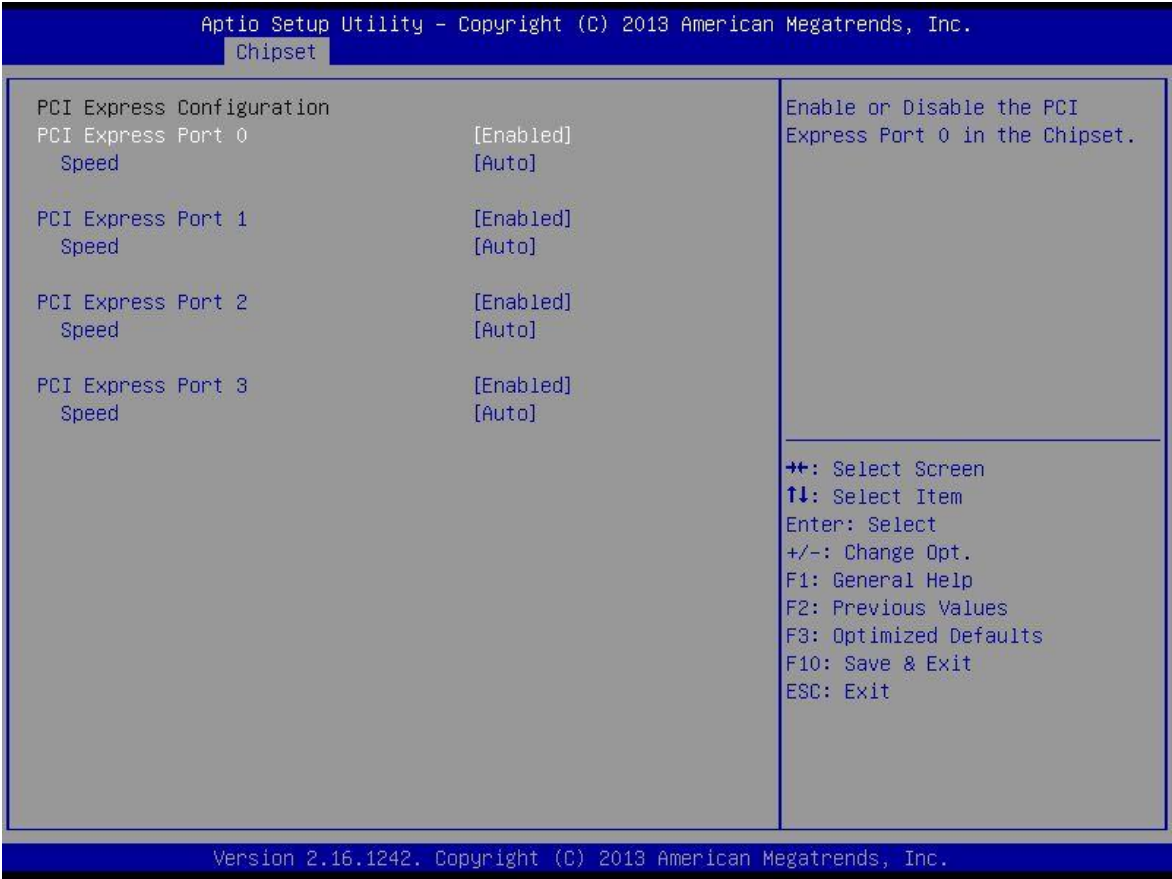 Aptio Setup Utility – Copyright (C) 2013 American Megatrends, Inc.
Chipset
PCI Express Configuration
PCI Express Port 0 [Enabled]
Speed [Auto]
PCI Express Port 1 [Enabled]
Speed [Auto]
PCI Express Port 2 [Enabled]
Speed [Auto]
PCI Express Port 3 [Enabled]
Speed [Auto]
Enable or Disable the PCI
Express Port 0 in the Chipset.
→←: Select Screen
↑↓: Select Item
Enter: Select
+/-: Change Opt.
F1: General Help
F2: Previous Values
F3: Optimized Defaults
F10: Save & Exit
ESC: Exit
Version 2.16.1242. Copyright (C) 2013 American Megatrends, Inc.